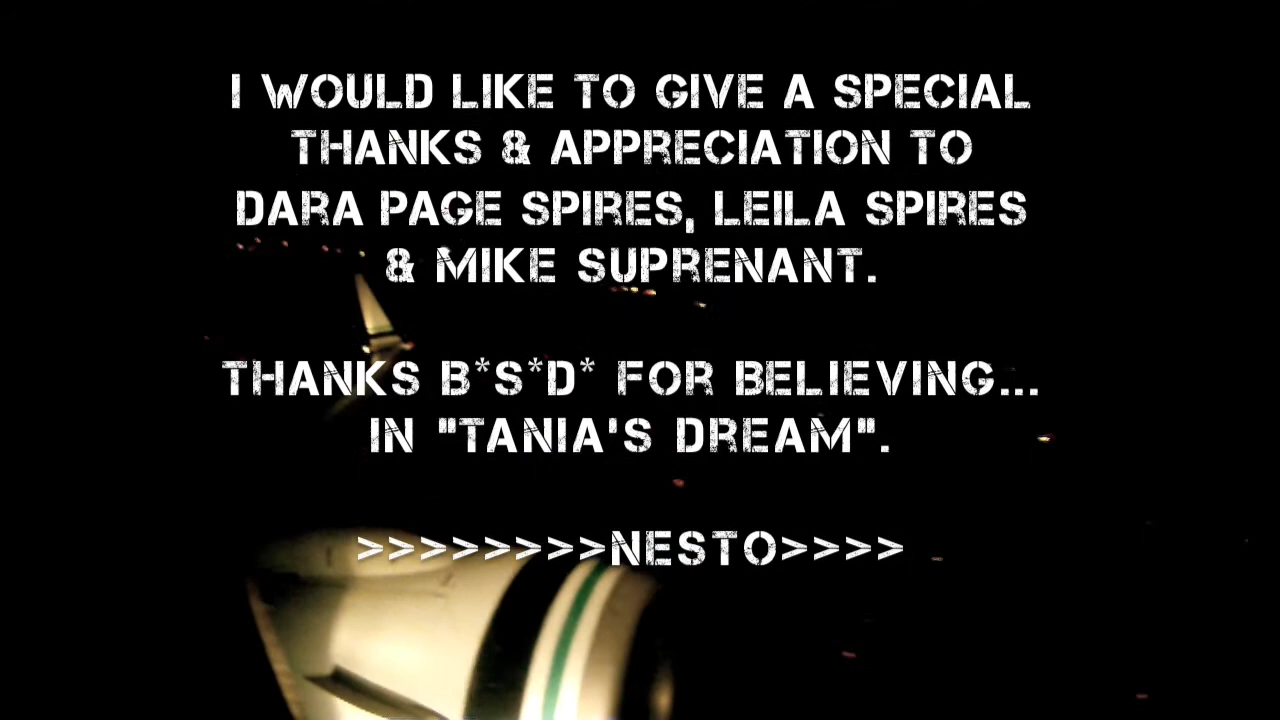 I WOULD LIKE TO GIVE A SPECIAL
THANKS & APPRECIATION TO
DARA PAGE SPIRES, LEILA SPIRES
& MIKE SUPRENANT.
THANKS B*S*D* FOR BELIEVING...
IN "TANIA'S DREAM".
>>>>>>>>NESTO>>>>